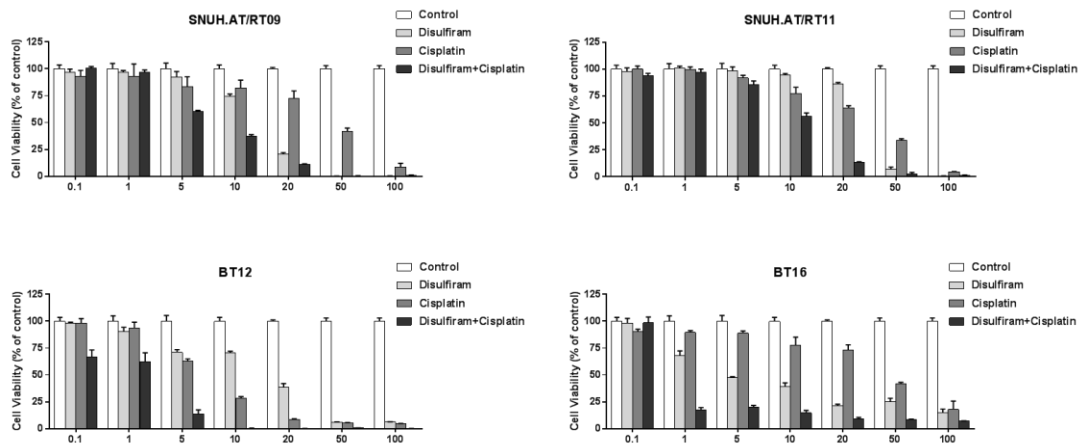 SNUH.AT/RT09
Control
Disulfiram
Cisplatin
Disulfiram+Cisplatin
Cell Viability (% of control)
125
100
75
50
25
0
0.1 1 5 10 20 50 100
SNUH.AT/RT11
Control
Disulfiram
Cisplatin
Disulfiram+Cisplatin
Cell Viability (% of control)
125
100
75
50
25
0
0.1 1 5 10 20 50 100
BT12
Control
Disulfiram
Cisplatin
Disulfiram+Cisplatin
Cell Viability (% of control)
125
100
75
50
25
0
0.1 1 5 10 20 50 100
BT16
Control
Disulfiram
Cisplatin
Disulfiram+Cisplatin
Cell Viability (% of control)
125
100
75
50
25
0
0.1 1 5 10 20 50 100